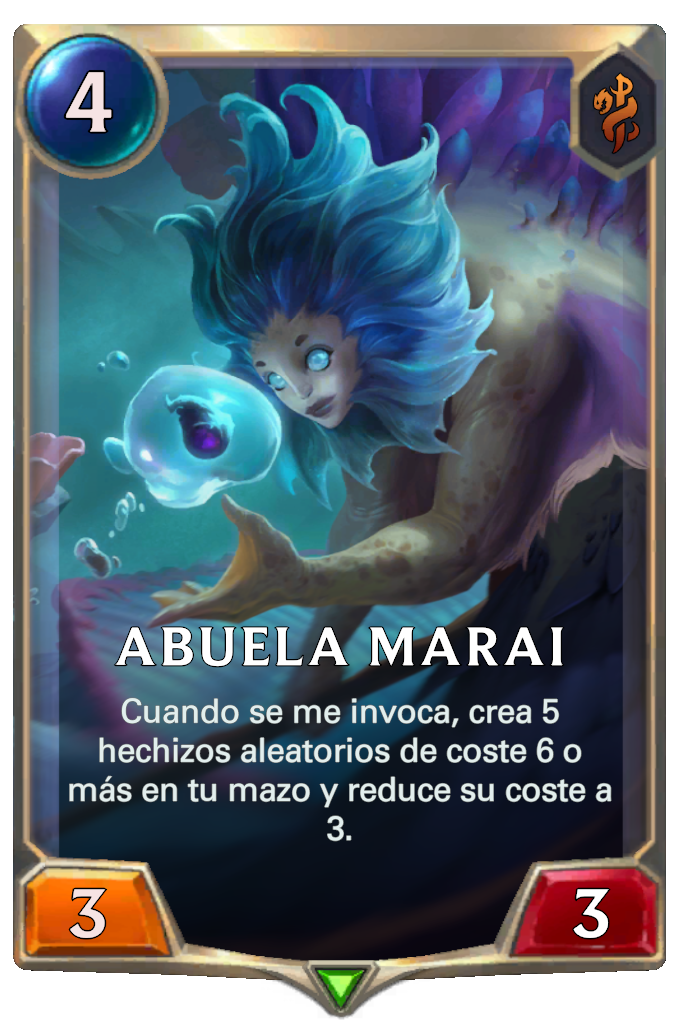 4
ABUELA MARAI
Cuando se me invoca, crea 5
hechizos aleatorios de coste 6 o
más en tu mazo y reduce su coste a
3.
3
3